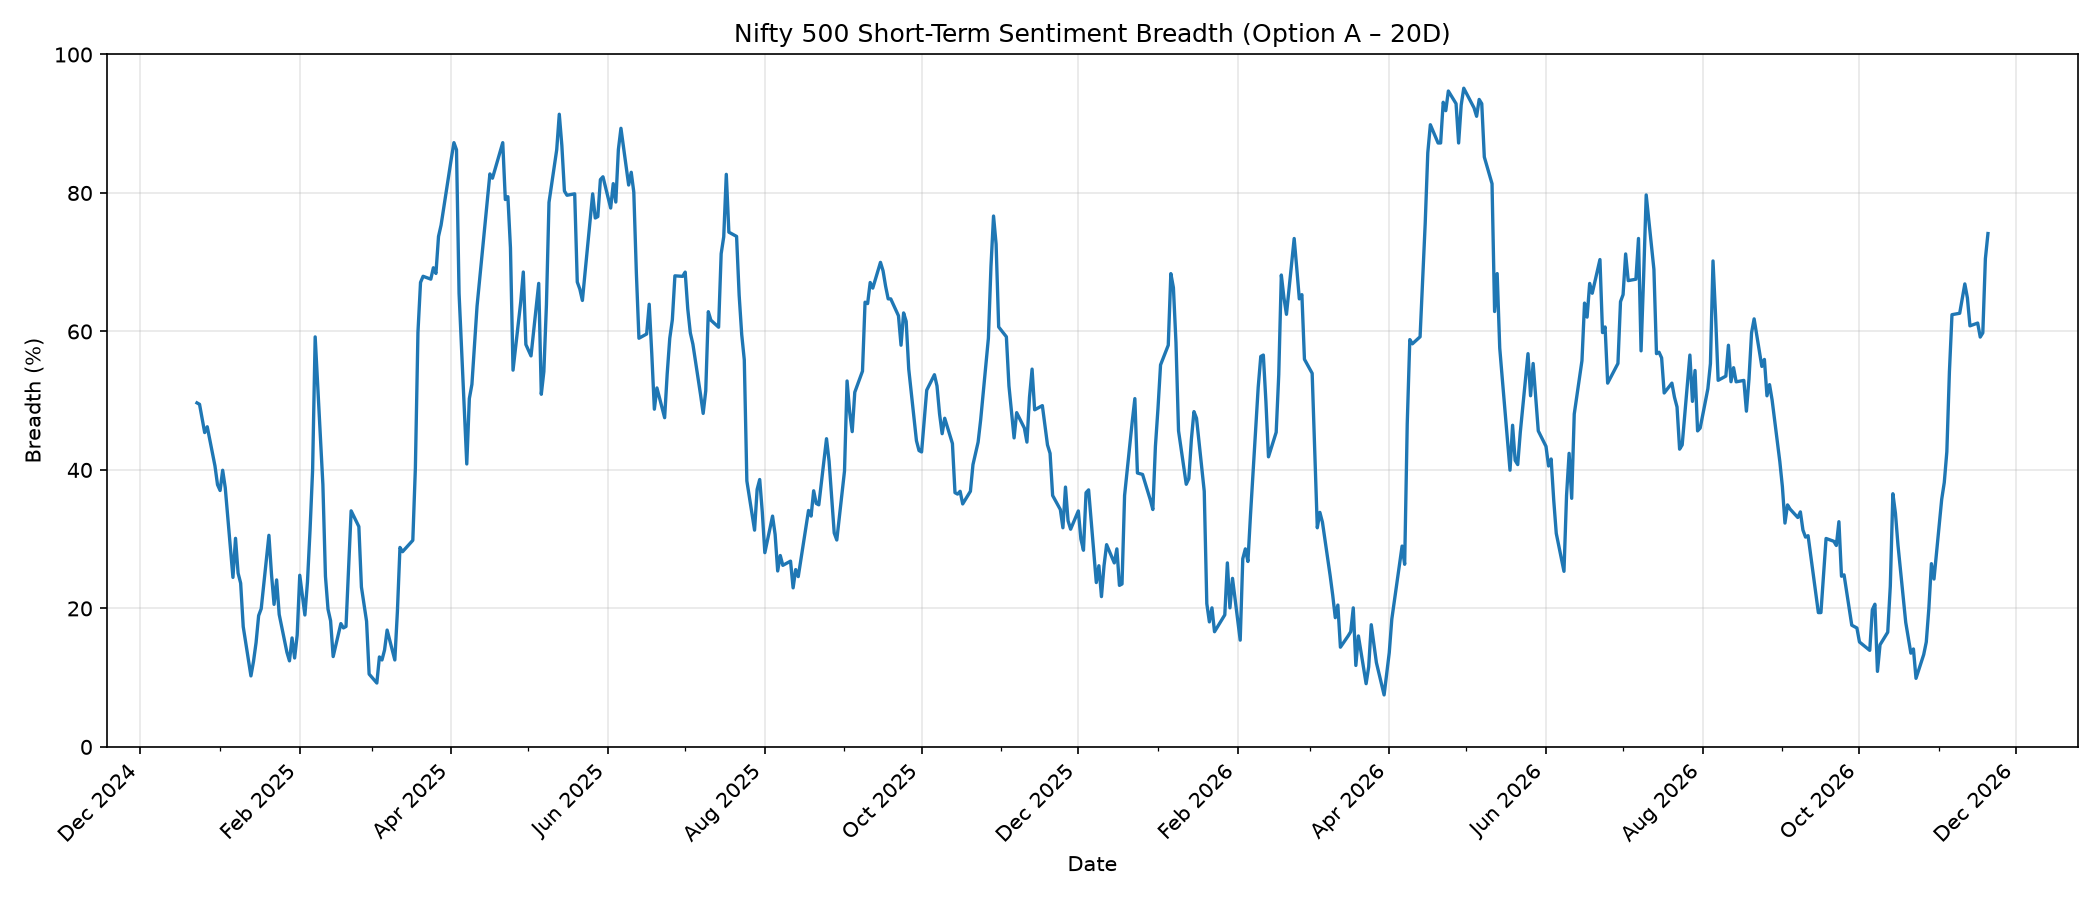 Nifty 500 Short-Term Sentiment Breadth (Option A – 20D)
100
80
60
40
20
0
Breadth (%)
Dec 2024
Feb 2025
Apr 2025
Jun 2025
Aug 2025
Oct 2025
Dec 2025
Feb 2026
Apr 2026
Jun 2026
Aug 2026
Oct 2026
Dec 2026
Date